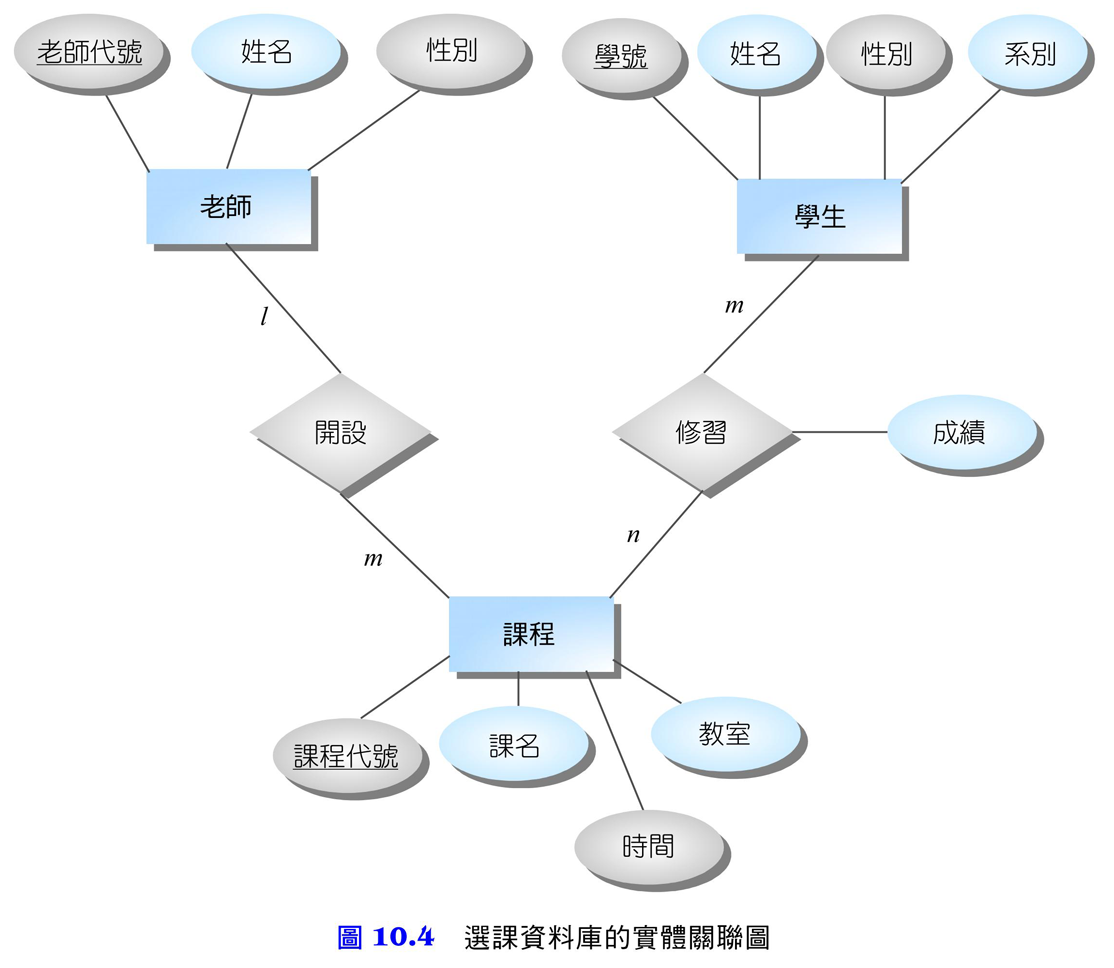 老師代號
姓名
性別
學號
姓名
性別
系別
老師
學生
l
m
開設
修習
成績
m
n
課程
課程代號
課名
教室
時間
圖 10.4 選課資料庫的實體關聯圖